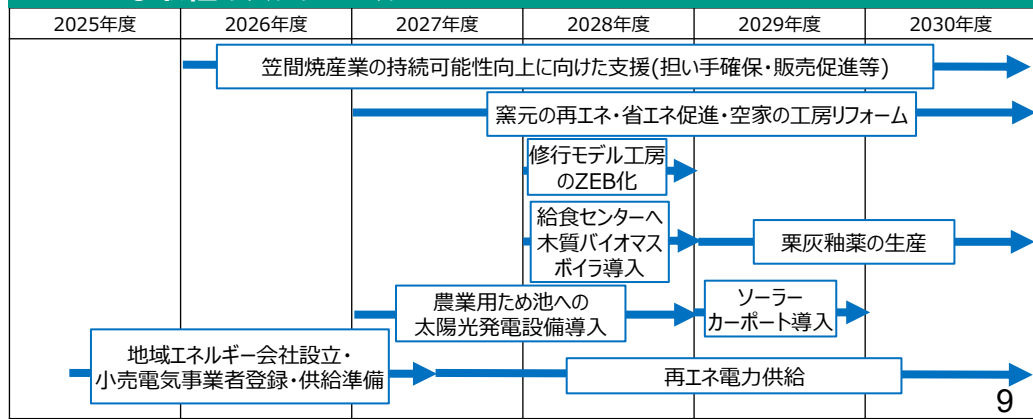 2025年度 2026年度 2027年度 2028年度 2029年度 2030年度
笠間焼産業の持続可能性向上に向けた支援(担い手確保・販売促進等)
窯元の再エネ・省エネ促進・空家の工房リフォーム
修行モデル工房
のZEB化
給食センターへ
木質バイオマス
ボイラ導入
栗灰釉薬の生産
農業用ため池への
太陽光発電設備導入
ソーラー
カーポート導入
地域エネルギー会社設立・
小売電気事業者登録・供給準備
再エネ電力供給
9